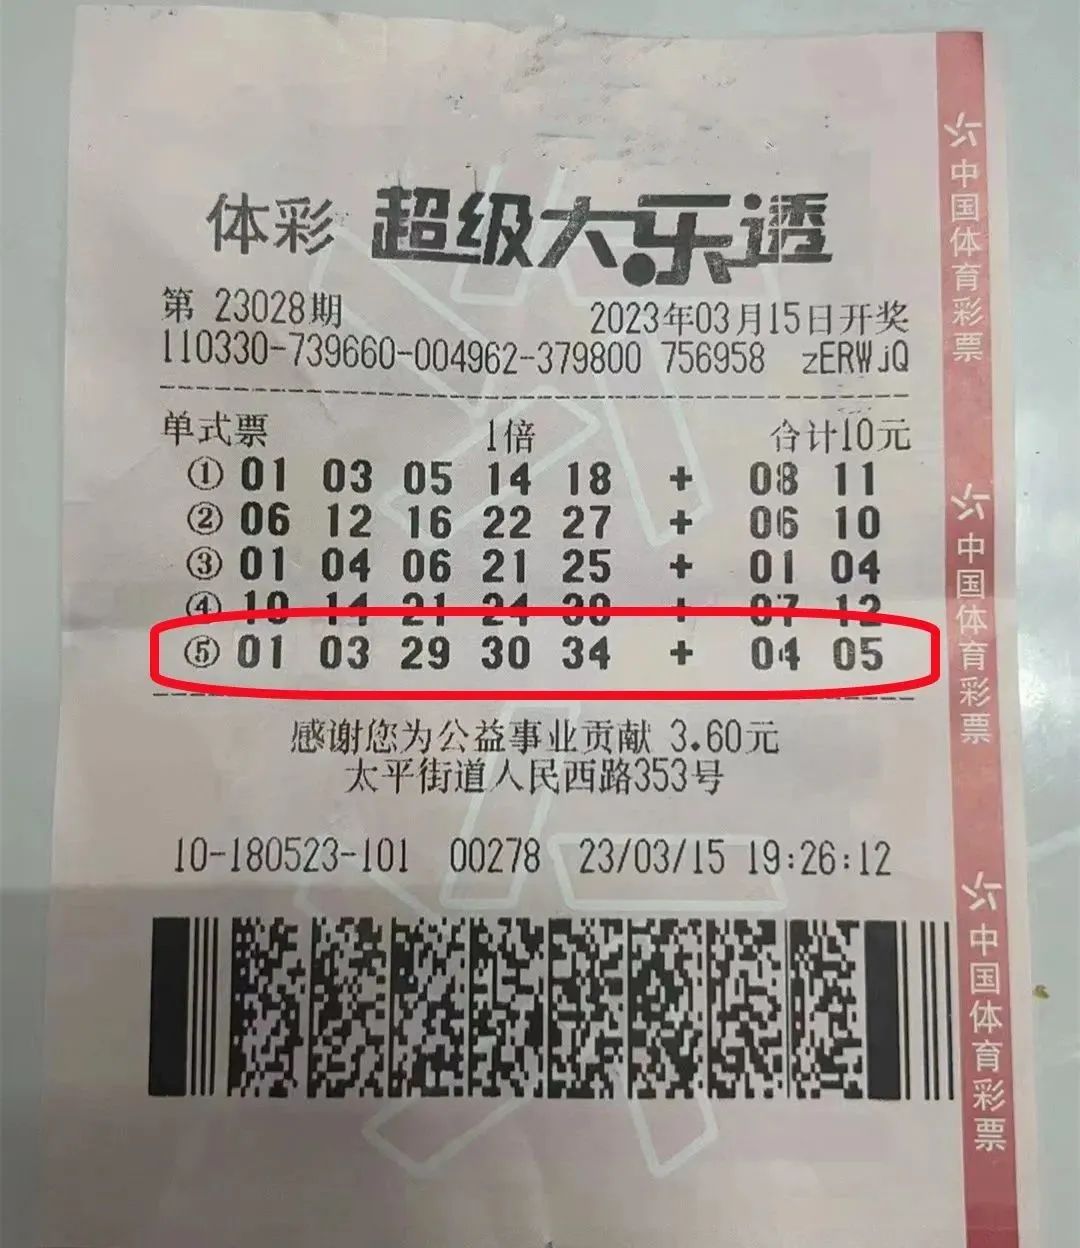 体彩 超级大乐透
第 23028期 2023年03月15日开奖
110330-739660-004962-379800 756958 zERWjQ
单式票 1倍 合计10元
① 01 03 05 14 18 + 08 11
② 06 12 16 22 27 + 06 10
③ 01 04 06 21 25 + 01 04
④ 10 14 21 24 30 + 07 12
⑤ 01 03 29 30 34 + 04 05
感谢您为公益事业贡献 3.60元
太平街道人民西路353号
10-180523-101 00278 23/03/15 19:26:12
中国体育彩票
中国体育彩票
中国体育彩票